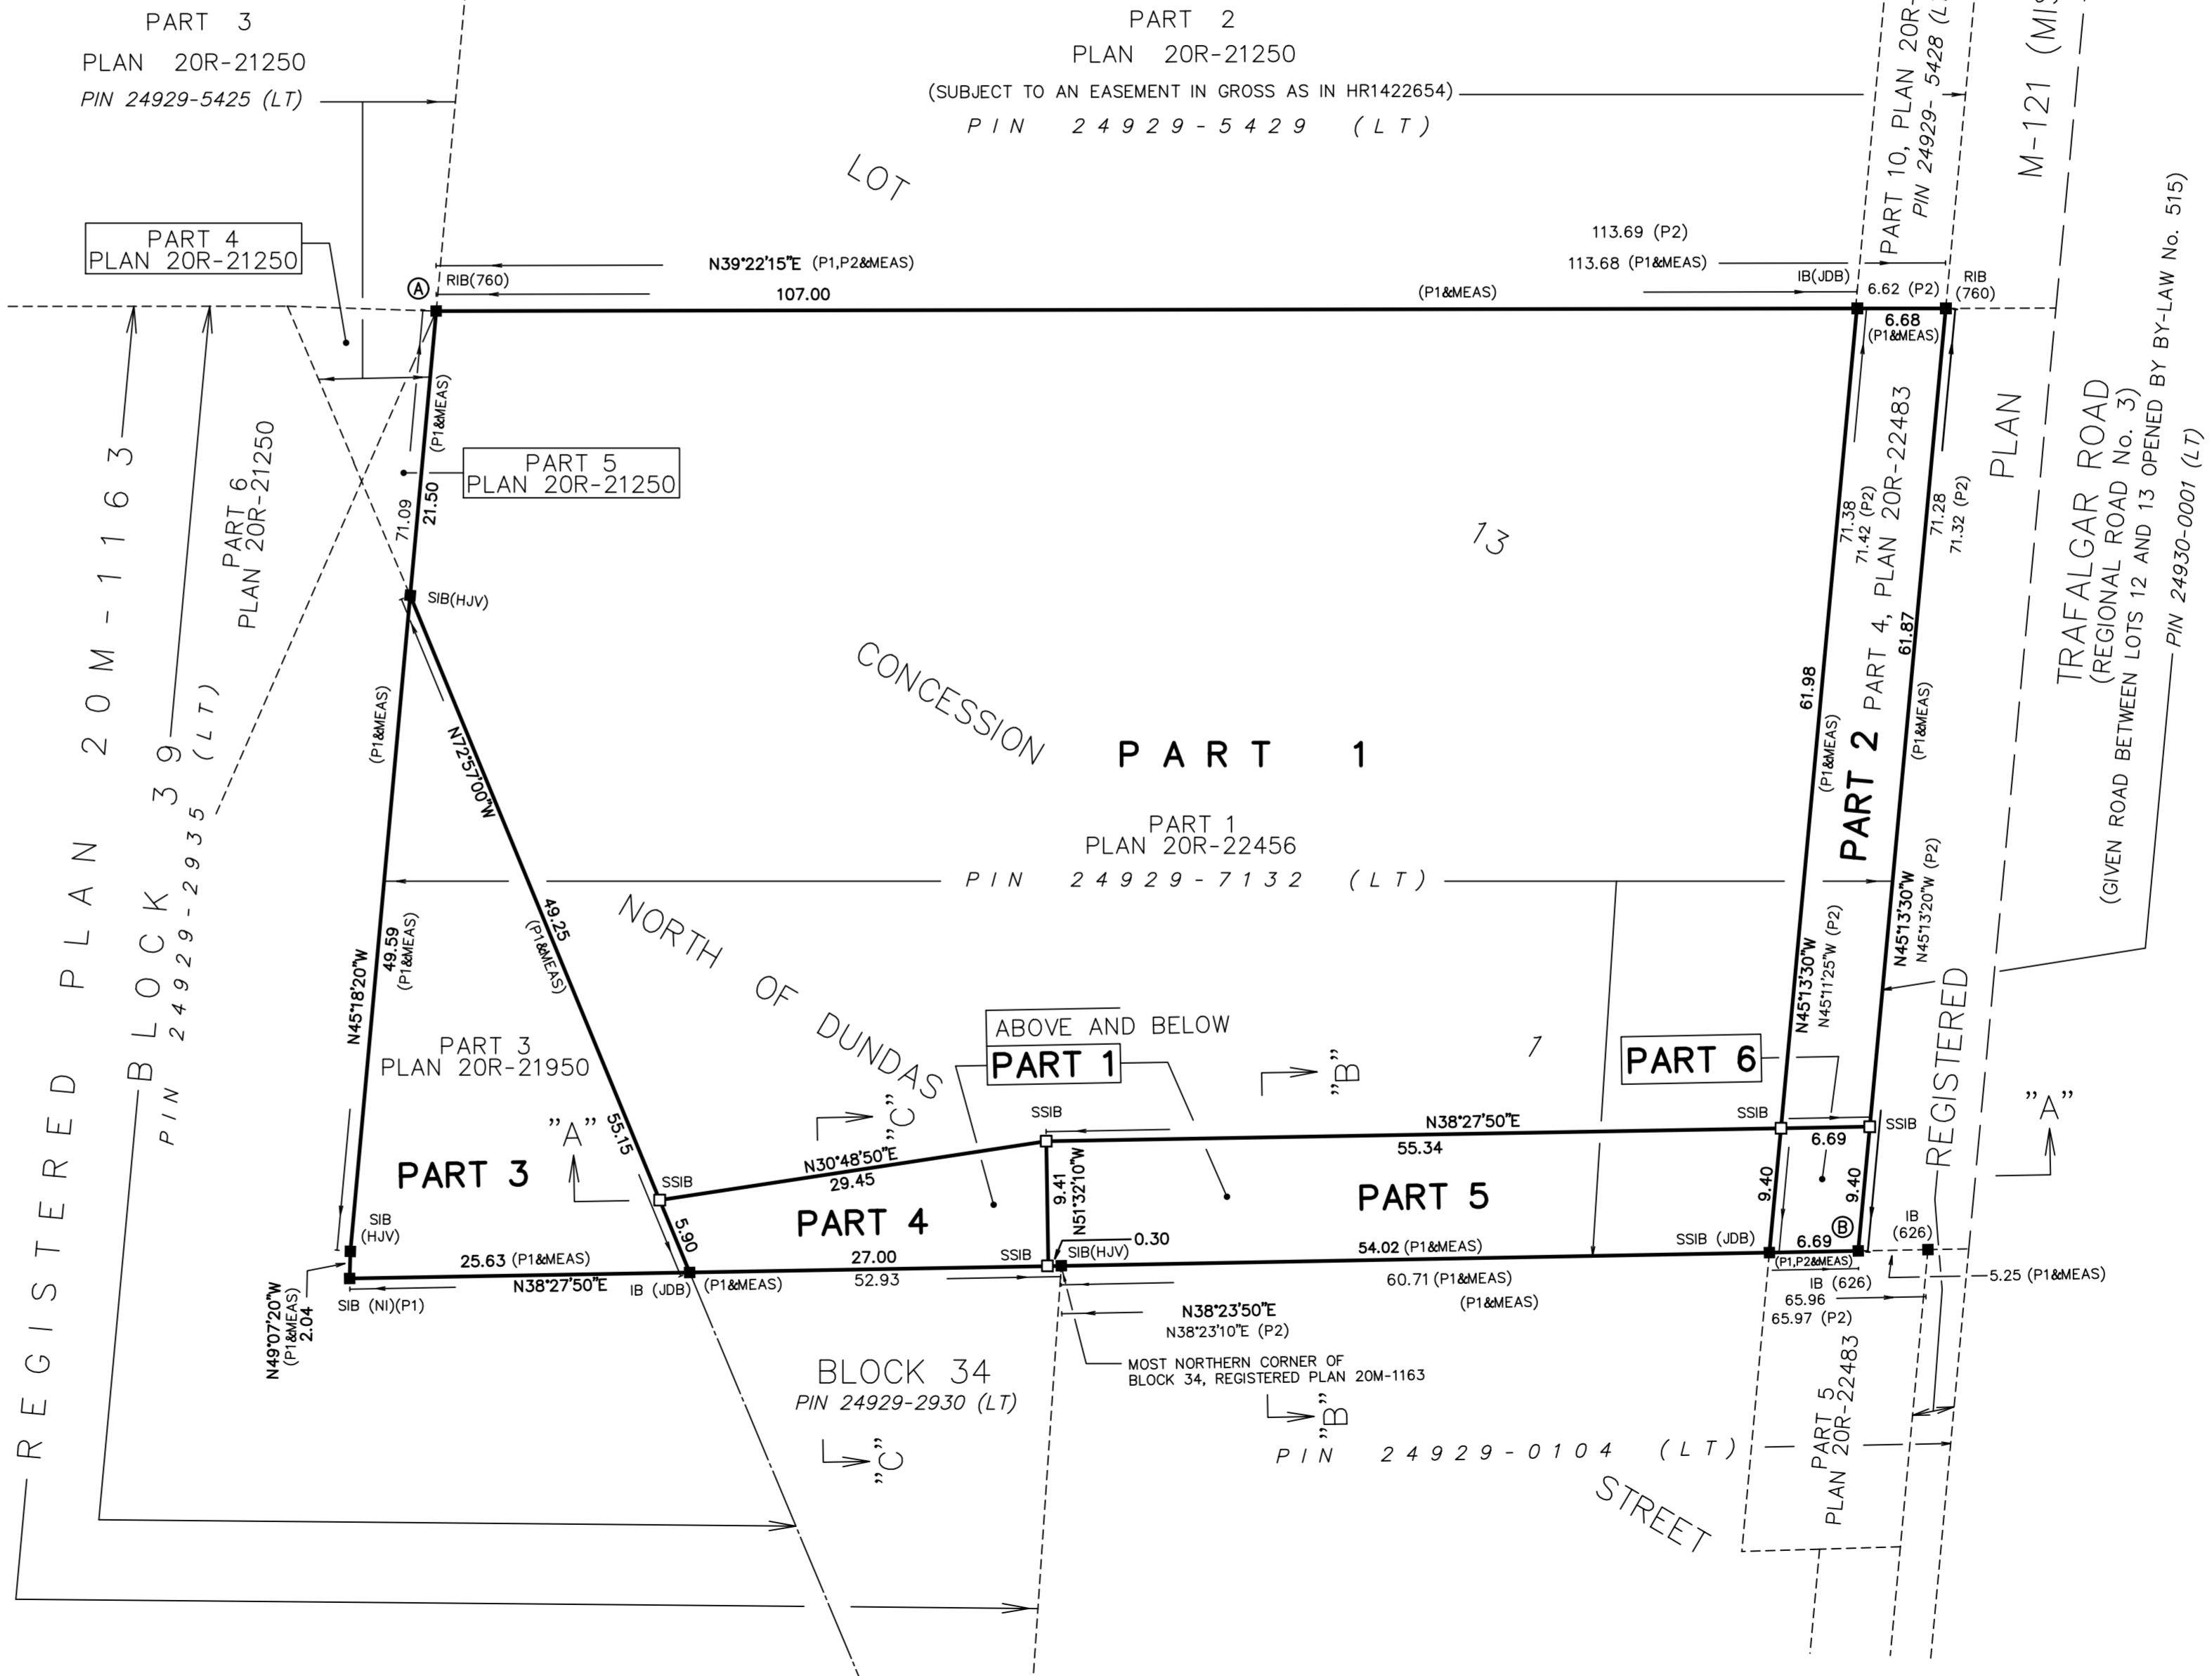 PART 3
PLAN 20R-21250
PIN 24929-5425 (LT)
PART 2
PLAN 20R-21250
(SUBJECT TO AN EASEMENT IN GROSS AS IN HR1422654)
PIN 24929-5429 (LT)
PART 10, PLAN 20R-
PIN 24929-5428 (L
M-121 (MIS
LOT
PART 4
PLAN 20R-21250
A
RIB(760)
N39°22'15"E (P1,P2&MEAS)
107.00
(P1&MEAS)
113.69 (P2)
113.68 (P1&MEAS)
IB(JDB)
6.62 (P2)
RIB
(760)
6.68
(P1&MEAS)
(P1&MEAS)
71.09
21.50
PART 5
PLAN 20R-21250
PART 6
PLAN 20R-21250
SIB(HJV)
13
71.38
71.42 (P2)
PART 4, PLAN 20R-22483
71.28
71.32 (P2)
PLAN
TRAFALGAR ROAD
(REGIONAL ROAD No. 3)
(GIVEN ROAD BETWEEN LOTS 12 AND 13 OPENED BY BY-LAW No. 515)
PIN 24930-0001 (LT)
REGISTERED PLAN 20M-1163
BLOCK 39
PIN 24929-2935 (LT)
(P1&MEAS)
N72°57'00"W
CONCESSION
PART 1
61.98
(P1&MEAS)
61.87
(P1&MEAS)
PART 2
PART 1
PLAN 20R-22456
PIN 24929-7132 (LT)
49.25
(P1&MEAS)
NORTH OF DUNDAS
49.59
(P1&MEAS)
N45°18'20"W
N45°13'30"W
N45°11'25"W (P2)
N45°13'30"W
N45°13'20"W (P2)
REGISTERED
PART 3
PLAN 20R-21950
ABOVE AND BELOW
PART 1
"B"
1
PART 6
"A"
"C"
SSIB
N38°27'50"E
55.34
SSIB
SSIB
6.69
"A"
55.15
N30°48'50"E
29.45
PART 3
SSIB
PART 4
9.41
N51°32'10"W
PART 5
9.40
9.40
B
IB
(626)
SIB
(HJV)
5.90
25.63 (P1&MEAS)
27.00
SSIB
SIB(HJV)
0.30
54.02 (P1&MEAS)
SSIB (JDB)
6.69
(P1,P2&MEAS)
N49°07'20"W
(P1&MEAS)
2.04
SIB (NI)(P1)
N38°27'50"E
IB (JDB)
(P1&MEAS)
52.93
60.71 (P1&MEAS)
(P1&MEAS)
IB (626)
5.25 (P1&MEAS)
65.96
65.97 (P2)
N38°23'50"E
N38°23'10"E (P2)
MOST NORTHERN CORNER OF
BLOCK 34, REGISTERED PLAN 20M-1163
BLOCK 34
PIN 24929-2930 (LT)
"B"
"C"
PIN 24929-0104 (LT)
PART 5
PLAN 20R-22483
STREET